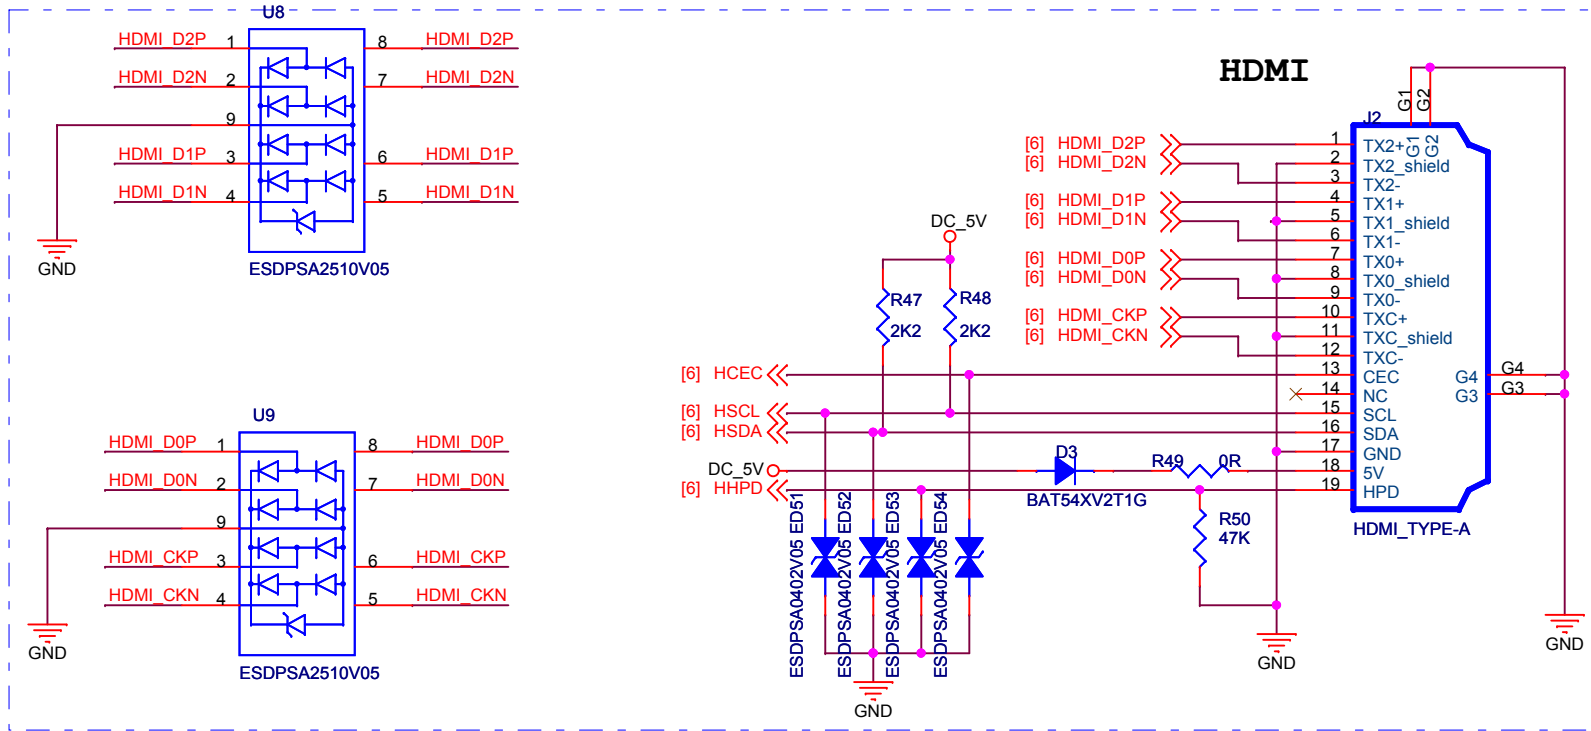 U8
HDMI_D2P 1 8 HDMI_D2P
HDMI_D2N 2 7 HDMI_D2N
9
HDMI_D1P 3 6 HDMI_D1P
HDMI_D1N 4 5 HDMI_D1N
GND
ESDPSA2510V05
U9
HDMI_D0P 1 8 HDMI_D0P
HDMI_D0N 2 7 HDMI_D0N
9
HDMI_CKP 3 6 HDMI_CKP
HDMI_CKN 4 5 HDMI_CKN
GND
ESDPSA2510V05
HDMI
G1 G2
J2
G1 G2
[6] HDMI_D2P 1 TX2+
[6] HDMI_D2N 2 TX2_shield
3 TX2-
[6] HDMI_D1P 4 TX1+
[6] HDMI_D1N 5 TX1_shield
6 TX1-
[6] HDMI_D0P 7 TX0+
[6] HDMI_D0N 8 TX0_shield
9 TX0-
[6] HDMI_CKP 10 TXC+
[6] HDMI_CKN 11 TXC_shield
12 TXC-
[6] HCEC 13 CEC G4 G4
14 NC G3 G3
[6] HSCL 15 SCL
[6] HSDA 16 SDA
17 GND
DC_5V 18 5V
[6] HHPD 19 HPD
HDMI_TYPE-A
DC_5V
R47
2K2
R48
2K2
D3
BAT54XV2T1G
R49 0R
R50
47K
ESDPSA0402V05 ED51
ESDPSA0402V05 ED52
ESDPSA0402V05 ED53
ESDPSA0402V05 ED54
GND
GND
GND